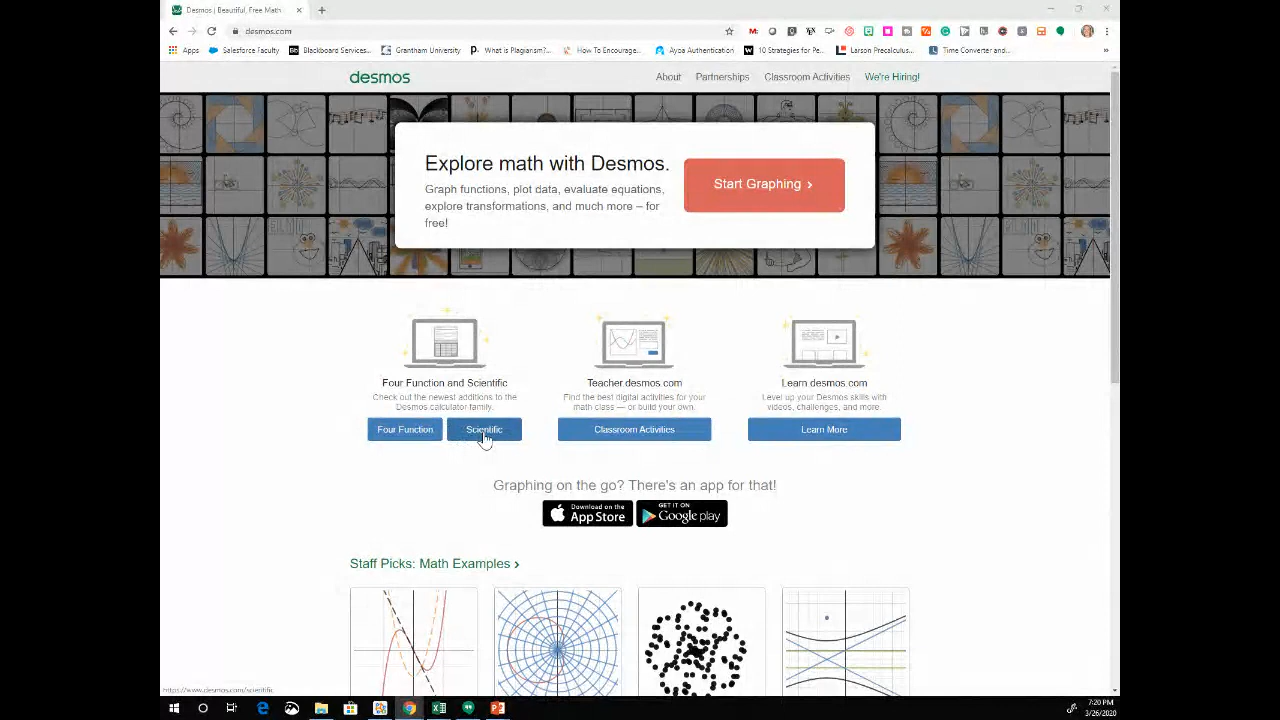 Desmos | Beautiful, Free Math
desmos.com
Apps Salesforce Faculty Bb Blackboard Services... Grantham University What is Plagiarism?... How To Encourage... Ayoa Authentication 10 Strategies for Pe... Larson Precalculus... Time Converter and...
desmos About Partnerships Classroom Activities We're Hiring!
Explore math with Desmos.
Graph functions, plot data, evaluate equations,
explore transformations, and much more – for
free!
Start Graphing ›
Four Function and Scientific
Check out the newest additions to the
Desmos calculator family.
Four Function Scientific
Teacher.desmos.com
Find the best digital activities for your
math class — or build your own.
Classroom Activities
Learn.desmos.com
Level up your Desmos skills with
videos, challenges, and more.
Learn More
Graphing on the go? There's an app for that!
Download on the
App Store
GET IT ON
Google play
Staff Picks: Math Examples ›
https://www.desmos.com/scientific
7:20 PM
3/26/2020